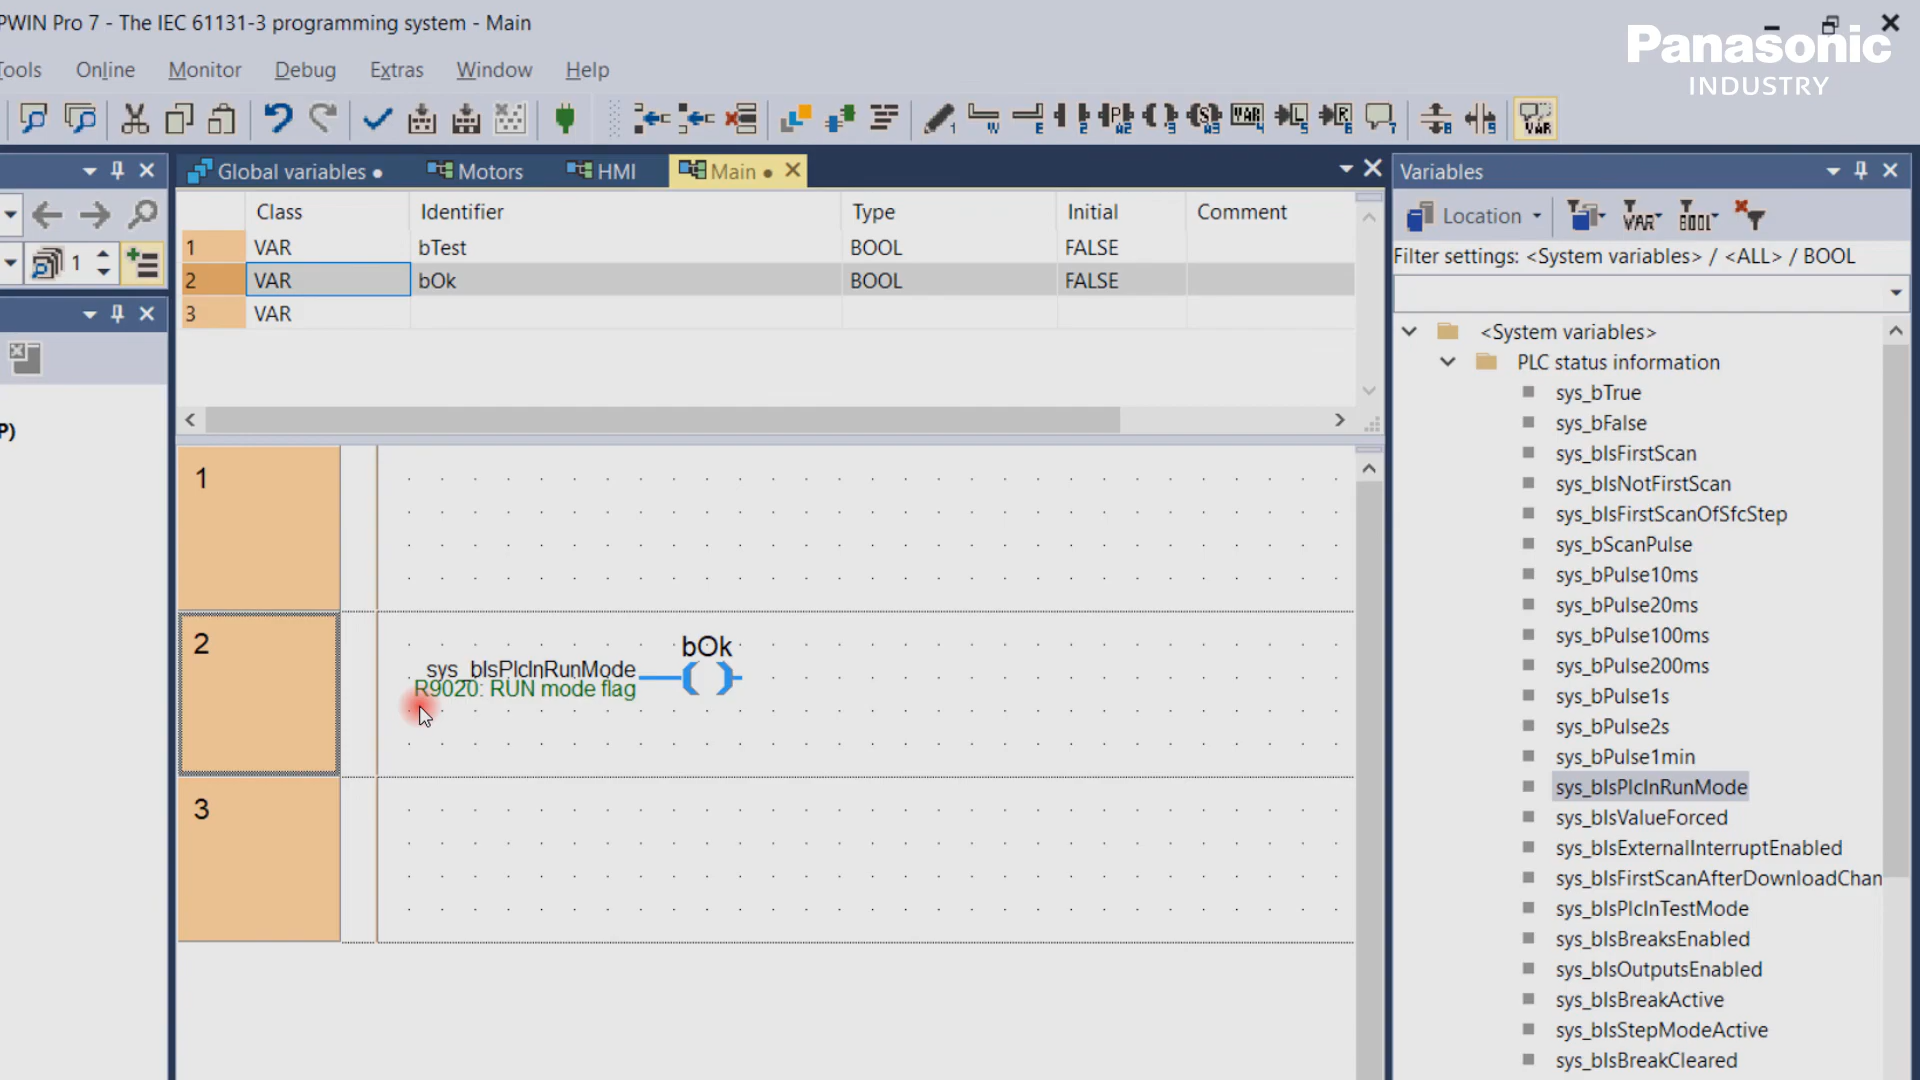 PWIN Pro 7 - The IEC 61131-3 programming system - Main
Panasonic
INDUSTRY
Tools Online Monitor Debug Extras Window Help
Global variables Motors HMI Main
Variables
Class Identifier Type Initial Comment
1 VAR bTest BOOL FALSE
2 VAR bOk BOOL FALSE
3 VAR
1
P)
Location VAR BOOL
Filter settings: <System variables> / <ALL> / BOOL
<System variables>
PLC status information
sys_bTrue
sys_bFalse
sys_bIsFirstScan
sys_bIsNotFirstScan
sys_bIsFirstScanOfSfcStep
sys_bScanPulse
sys_bPulse10ms
sys_bPulse20ms
sys_bPulse100ms
sys_bPulse200ms
sys_bPulse1s
sys_bPulse2s
sys_bPulse1min
sys_bIsPlcInRunMode
sys_bIsValueForced
sys_bIsExternalInterruptEnabled
sys_bIsFirstScanAfterDownloadChan
sys_bIsPlcInTestMode
sys_bIsBreaksEnabled
sys_bIsOutputsEnabled
sys_bIsBreakActive
sys_bIsStepModeActive
sys_bIsBreakCleared
1
2
bOk
sys_bIsPlcInRunMode
R9020: RUN mode flag
3